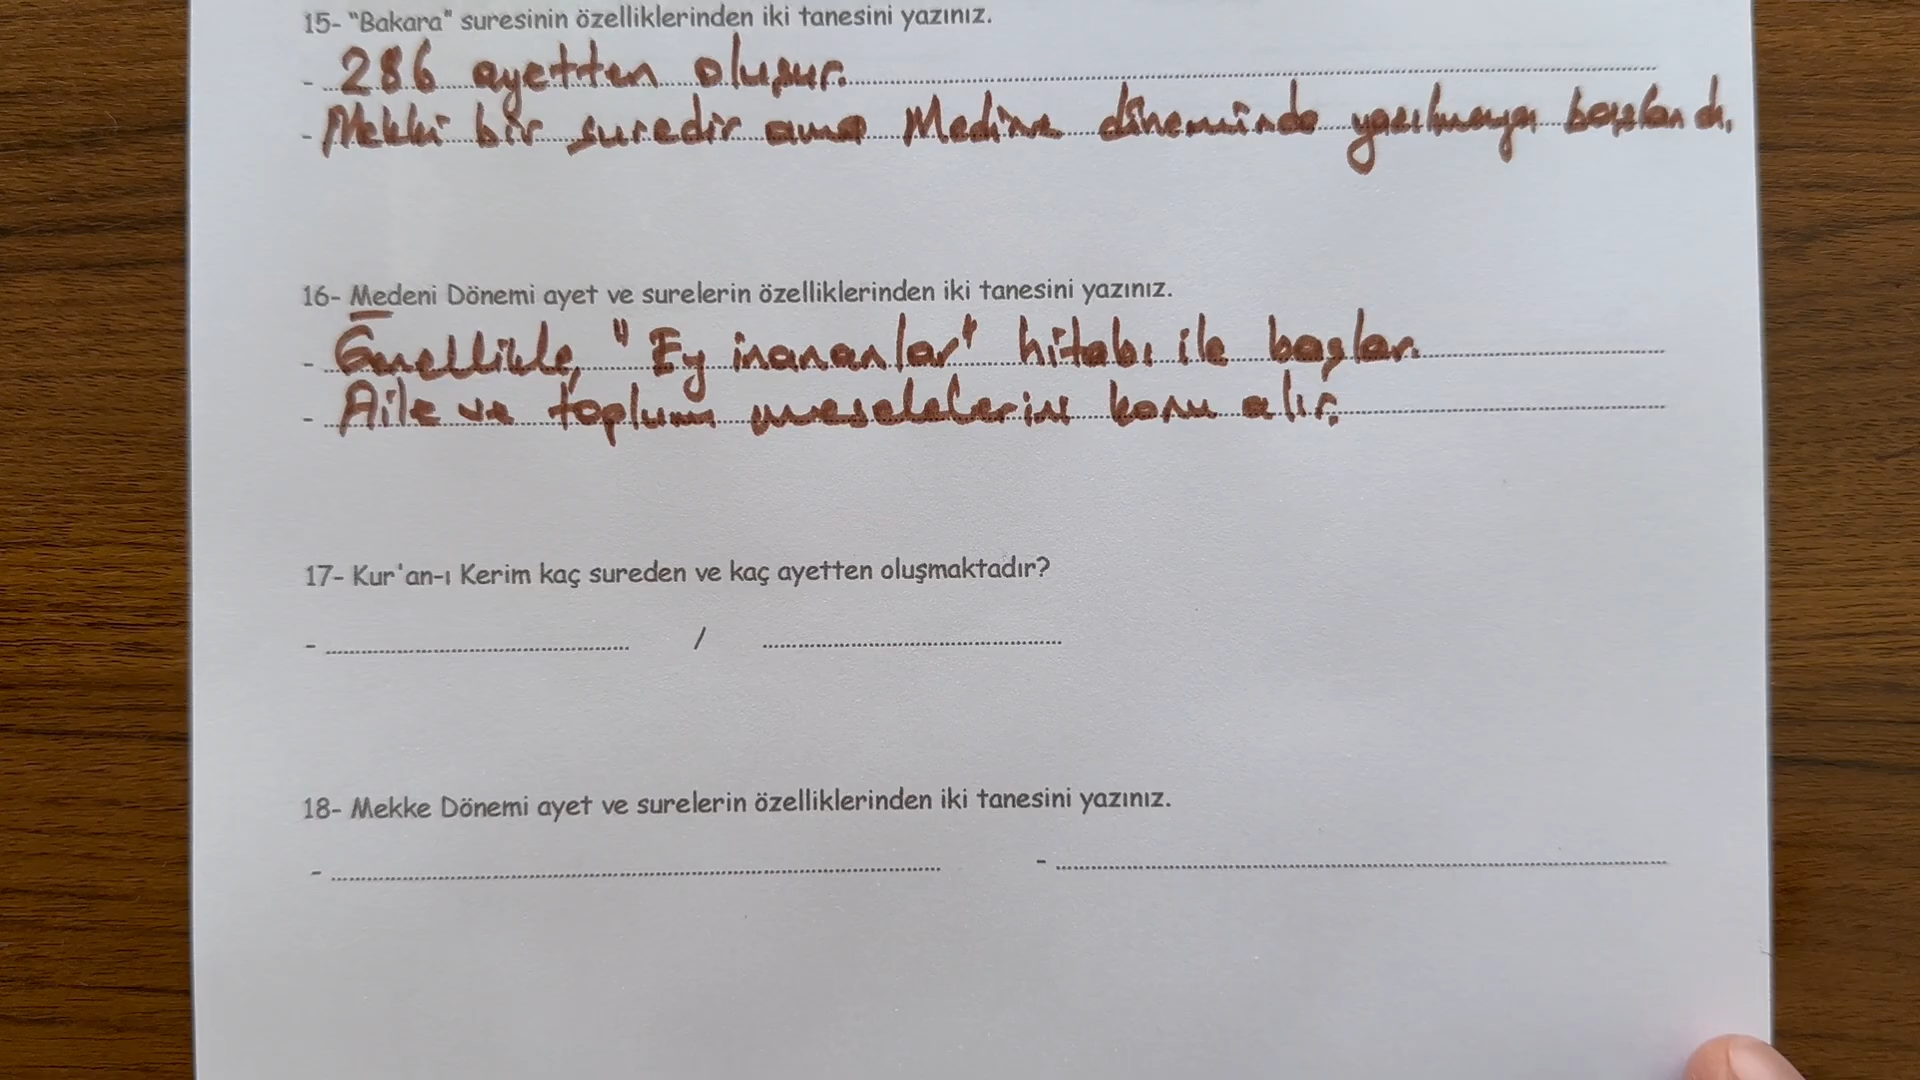 15- "Bakara" suresinin özelliklerinden iki tanesini yazınız.
- 286 ayetten oluşur.
- Mekki bir suredir ama Medine döneminde yazılmaya başlandı.
16- Medeni Dönemi ayet ve surelerin özelliklerinden iki tanesini yazınız.
- Genellikle, "Ey inananlar" hitabı ile başlar.
- Aile ve toplum meselelerini konu alır.
17- Kur'an-ı Kerim kaç sureden ve kaç ayetten oluşmaktadır?
- ........................ / ........................
18- Mekke Dönemi ayet ve surelerin özelliklerinden iki tanesini yazınız.
- ........................ - ........................